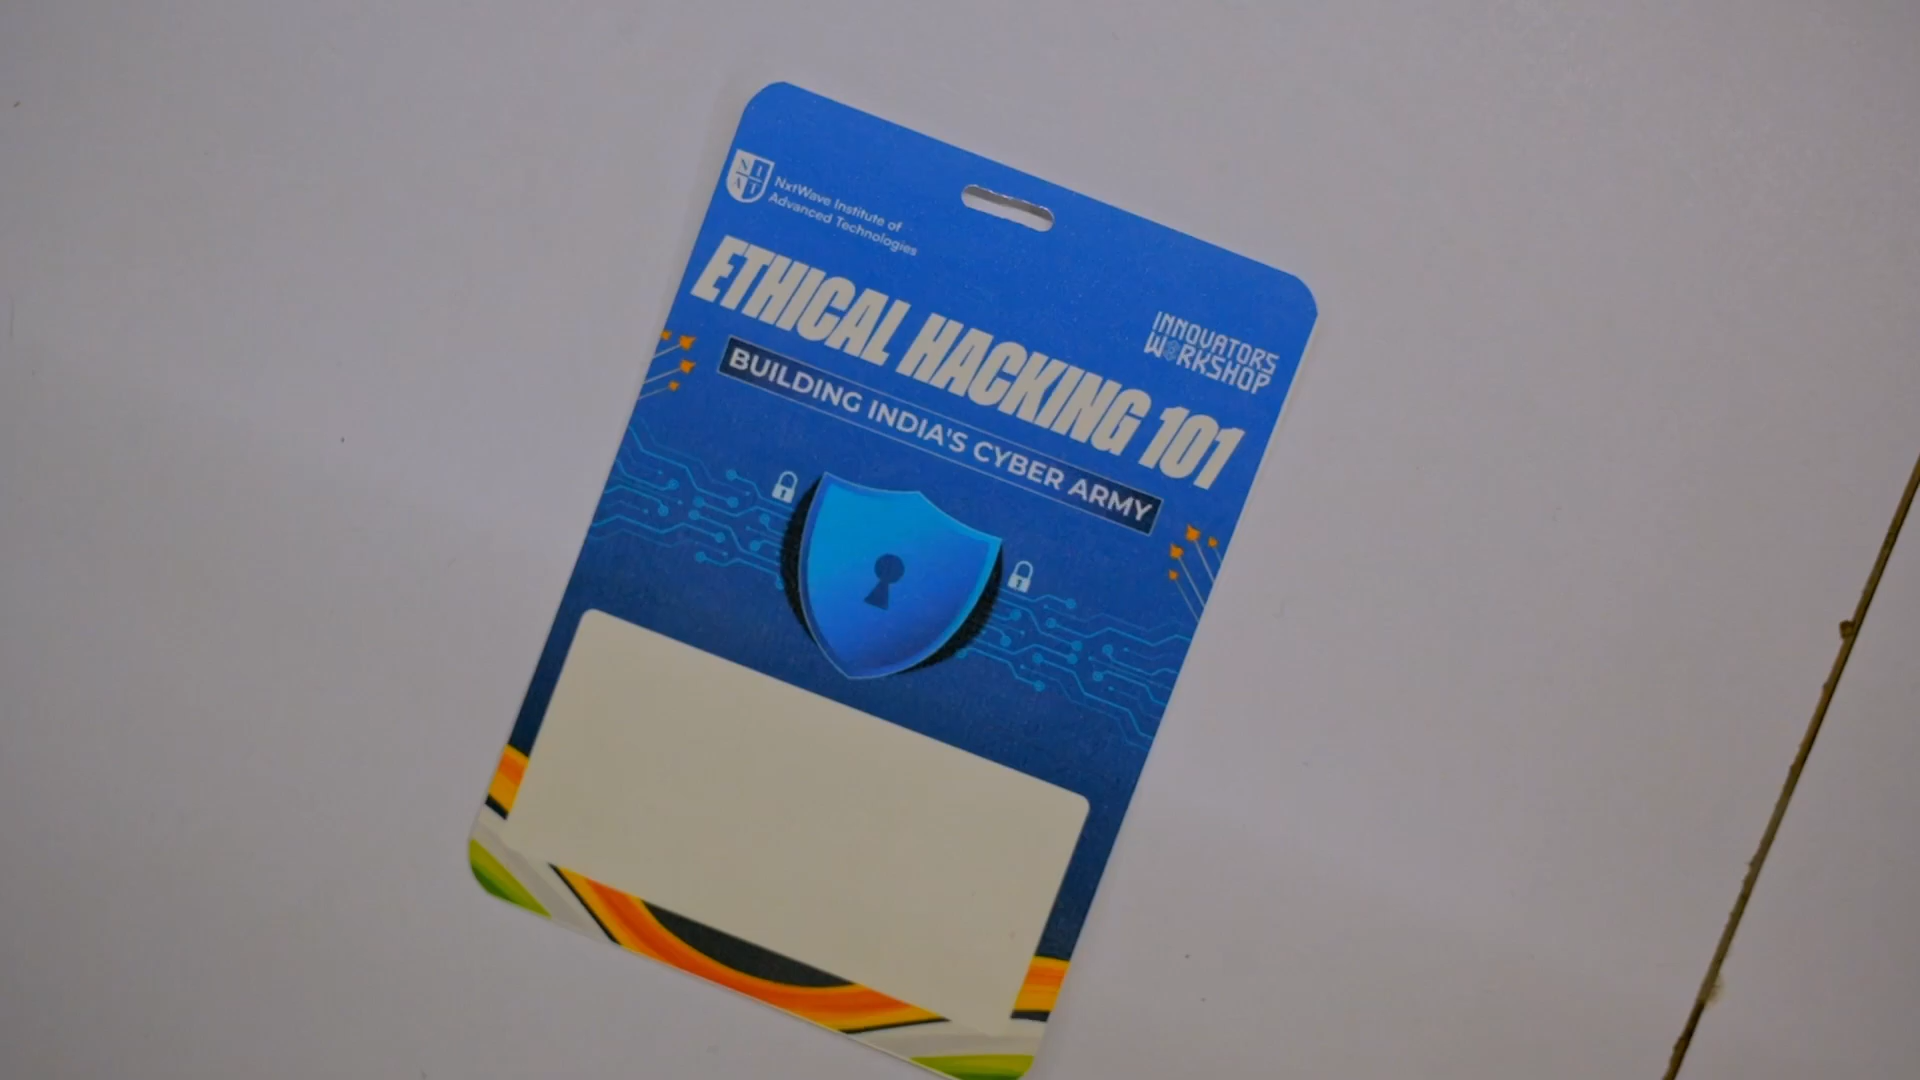 N I
A T
NxtWave Institute of
Advanced Technologies
INNOVATORS
WORKSHOP
ETHICAL HACKING 101
BUILDING INDIA'S CYBER ARMY